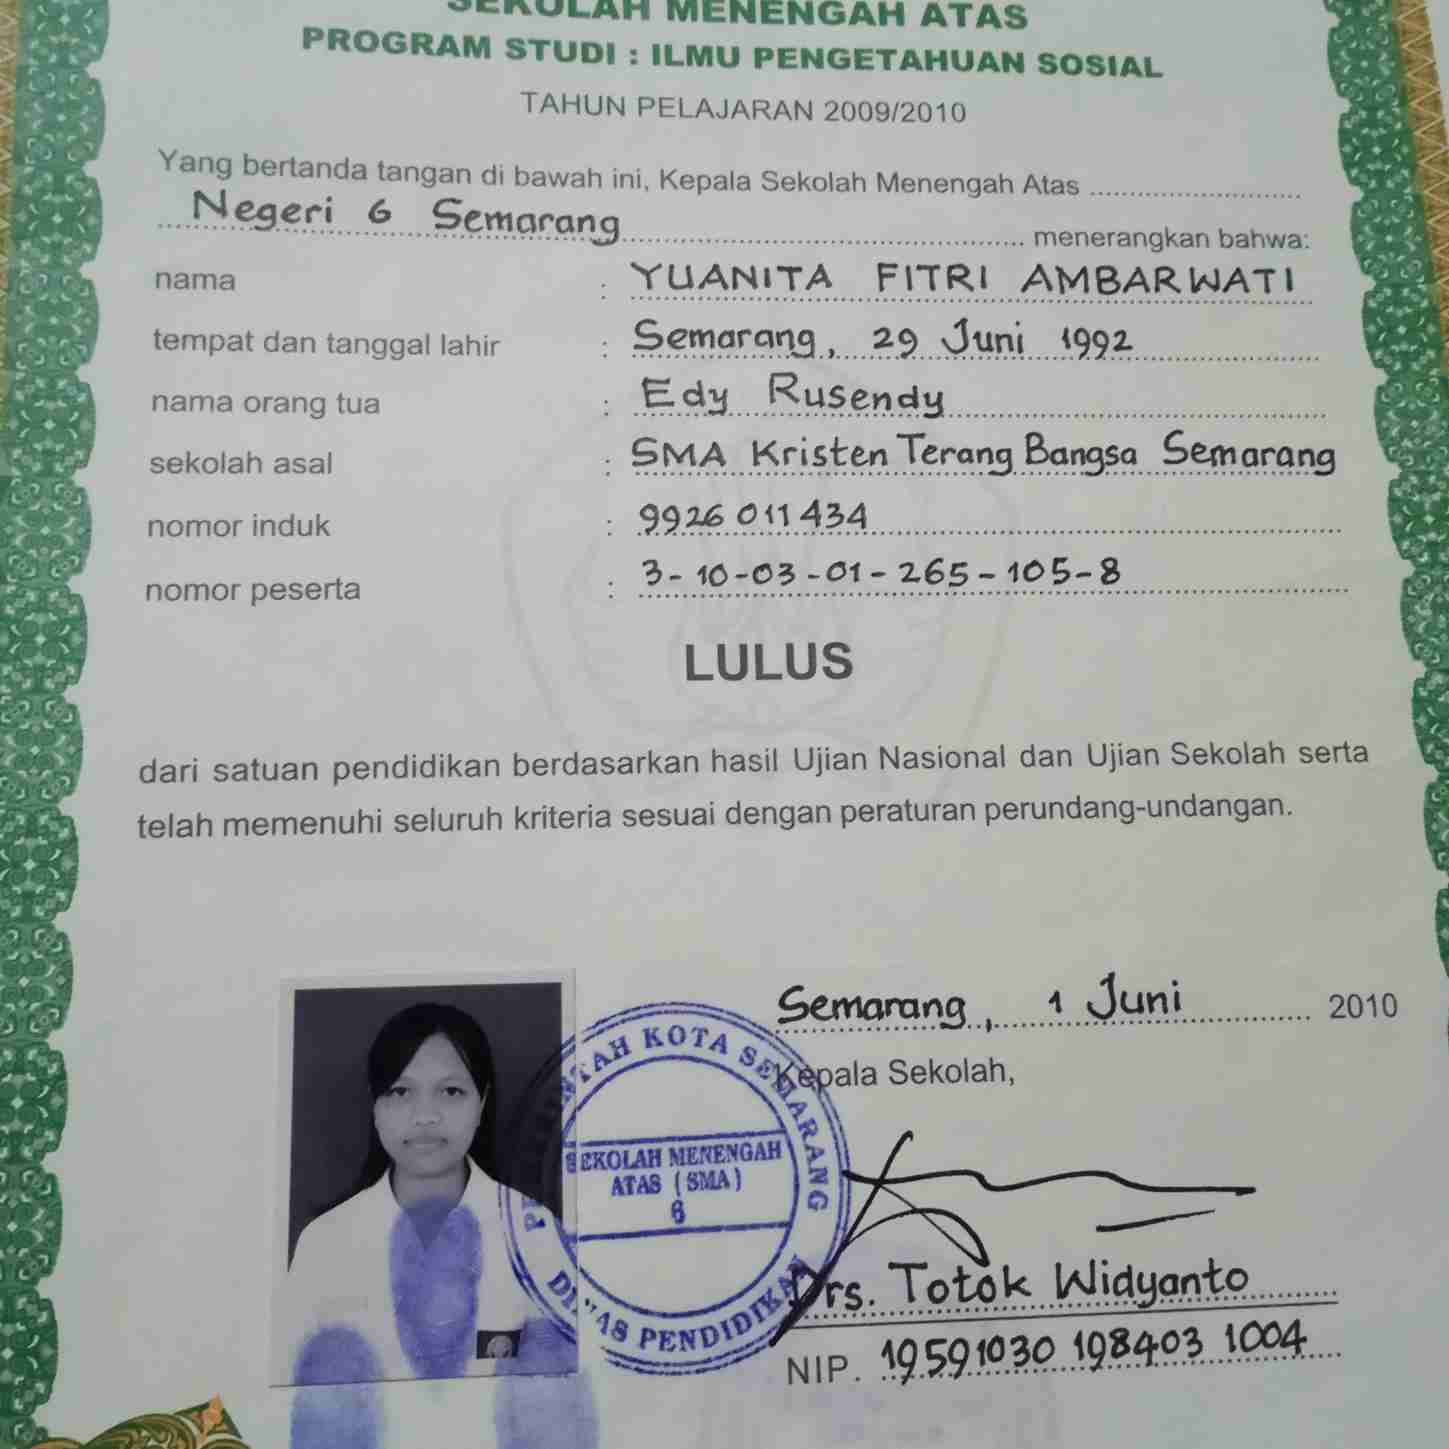 SEKOLAH MENENGAH ATAS
PROGRAM STUDI : ILMU PENGETAHUAN SOSIAL
TAHUN PELAJARAN 2009/2010
Yang bertanda tangan di bawah ini, Kepala Sekolah Menengah Atas
Negeri 6 Semarang menerangkan bahwa:
nama : YUANITA FITRI AMBARWATI
tempat dan tanggal lahir : Semarang, 29 Juni 1992
nama orang tua : Edy Rusendy
sekolah asal : SMA Kristen Terang Bangsa Semarang
nomor induk : 9926011434
nomor peserta : 3-10-03-01-265-105-8
LULUS
dari satuan pendidikan berdasarkan hasil Ujian Nasional dan Ujian Sekolah serta
telah memenuhi seluruh kriteria sesuai dengan peraturan perundang-undangan.
Semarang, 1 Juni 2010
Kepala Sekolah,
KOTA SEMARANG
SEKOLAH MENENGAH
ATAS (SMA)
6
DINAS PENDIDIKAN
Drs. Totok Widyanto
NIP. 19591030 198403 1004